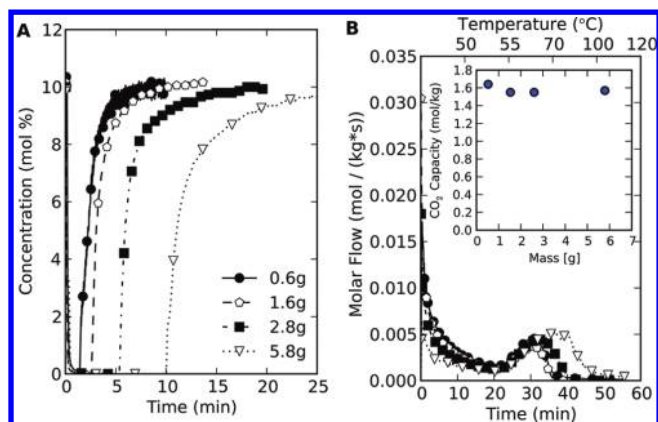 A
Concentration (mol %)
12
10
8
6
4
2
0
0.6g
1.6g
2.8g
5.8g
0 5 10 15 20 25
Time (min)
B
Temperature (°C)
50 55 70 100 120
Molar Flow (mol / (kg*s))
0.035
0.030
0.025
0.020
0.015
0.010
0.005
0.000
CO2 Capacity (mol/kg)
1.8
1.6
1.4
1.2
1.0
0.8
0.6
0.4
0.2
0.0
0 1 2 3 4 5 6 7
Mass [g]
0 10 20 30 40 50 60
Time (min)